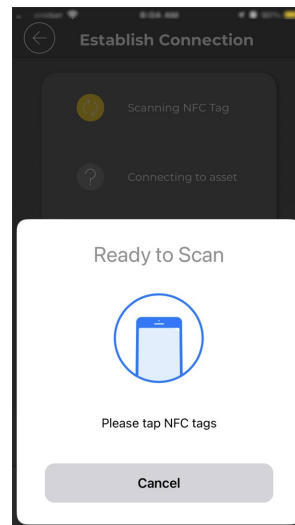 Establish Connection
Scanning NFC Tag
Connecting to asset
Ready to Scan
Please tap NFC tags
Cancel